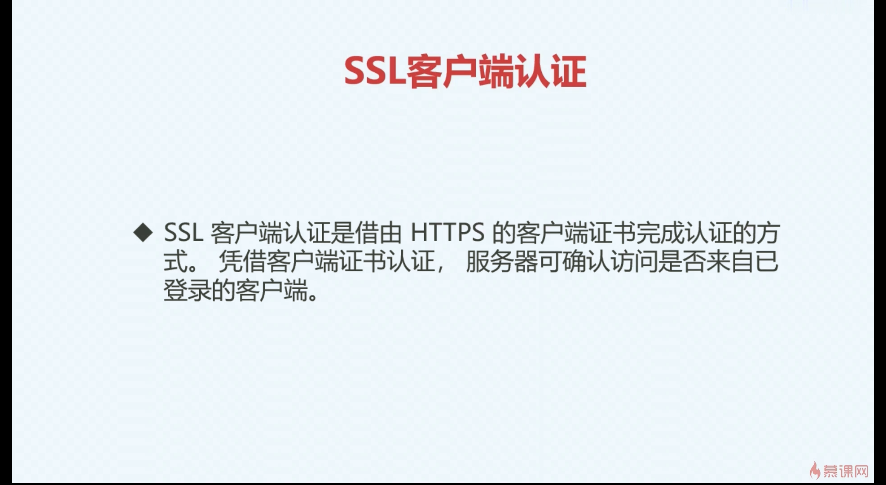 SSL客户端认证
◆ SSL 客户端认证是借由 HTTPS 的客户端证书完成认证的方
式。 凭借客户端证书认证， 服务器可确认访问是否来自已
登录的客户端。
慕课网